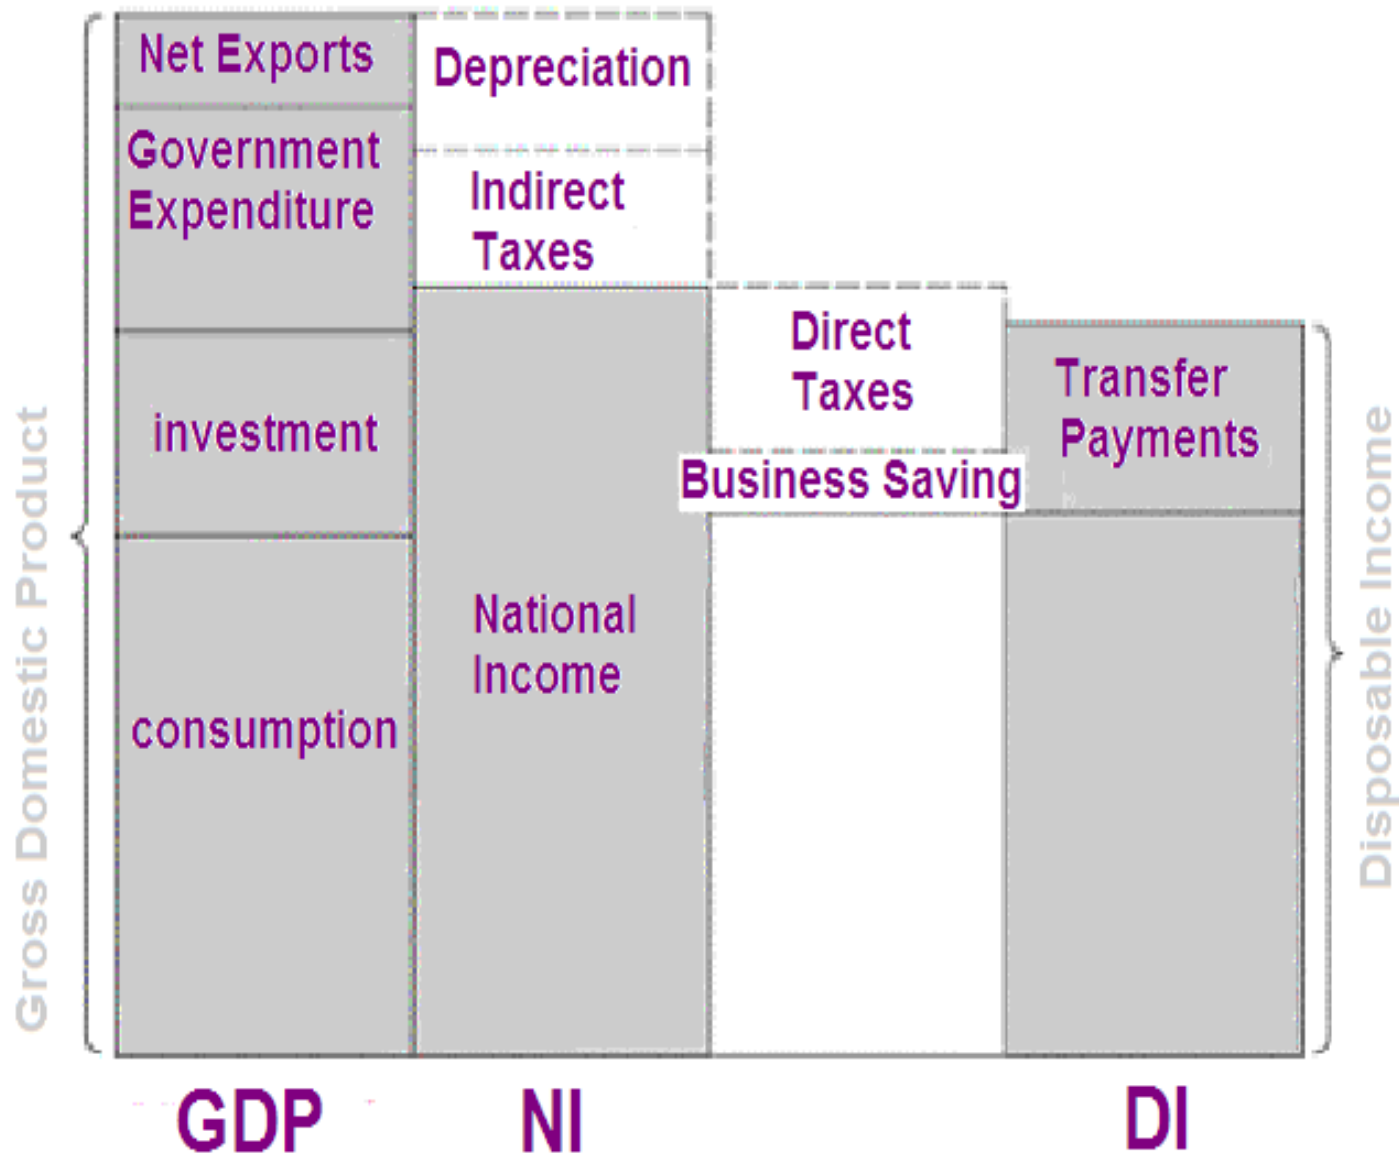 Gross Domestic Product
Net Exports
Government
Expenditure
investment
consumption
Depreciation
Indirect
Taxes
National
Income
Direct
Taxes
Business Saving
Transfer
Payments
Disposable Income
GDP
NI
DI